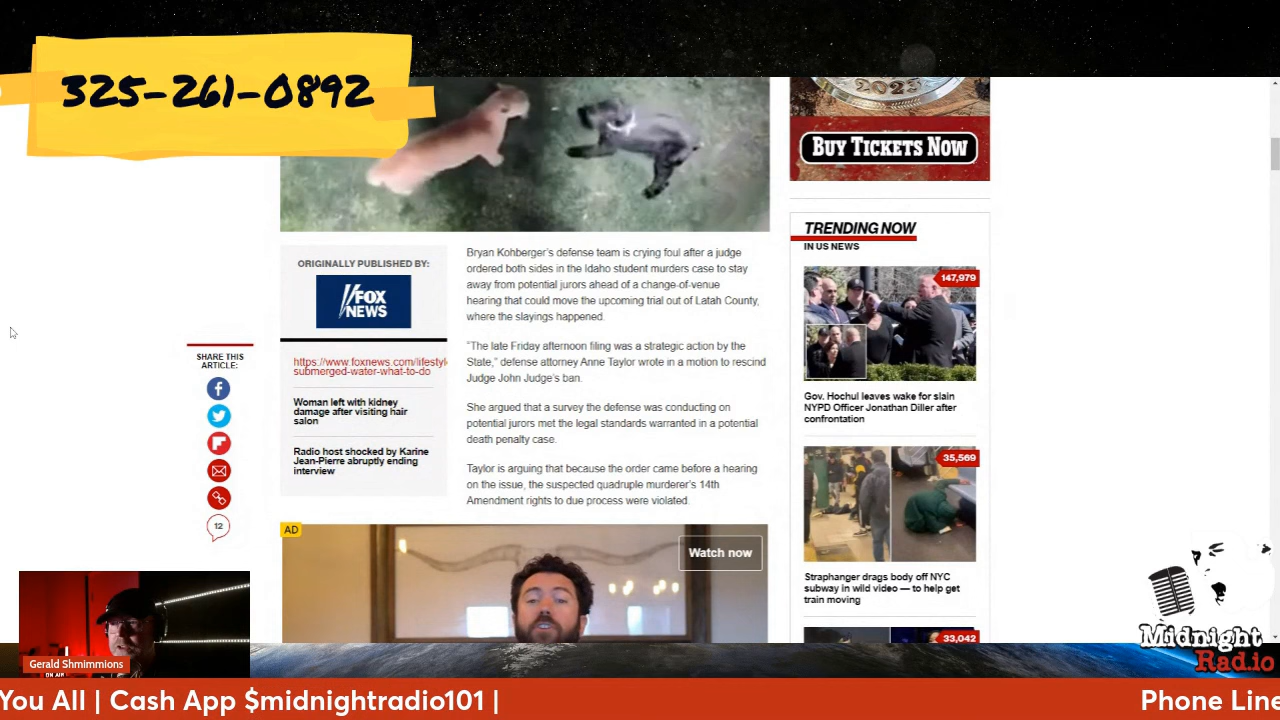 325-261-0892
2023
BUY TICKETS NOW
TRENDING NOW
IN US NEWS
147,979
Gov. Hochul leaves wake for slain
NYPD Officer Jonathan Diller after
confrontation
35,569
Straphanger drags body off NYC
subway in wild video — to help get
train moving
33,042
ORIGINALLY PUBLISHED BY:
FOX
NEWS
https://www.foxnews.com/lifestyl
submerged-water-what-to-do
Woman left with kidney
damage after visiting hair
salon
Radio host shocked by Karine
Jean-Pierre abruptly ending
interview
Bryan Kohberger's defense team is crying foul after a judge
ordered both sides in the Idaho student murders case to stay
away from potential jurors ahead of a change-of-venue
hearing that could move the upcoming trial out of Latah County,
where the slayings happened.
“The late Friday afternoon filing was a strategic action by the
State,” defense attorney Anne Taylor wrote in a motion to rescind
Judge John Judge's ban.
She argued that a survey the defense was conducting on
potential jurors met the legal standards warranted in a potential
death penalty case.
Taylor is arguing that because the order came before a hearing
on the issue, the suspected quadruple murderer's 14th
Amendment rights to due process were violated.
SHARE THIS
ARTICLE:
12
AD
Watch now
Gerald Shmimmions
ON AIR
Midnight
Rad.io
You All | Cash App $midnightradio101 |
Phone Line